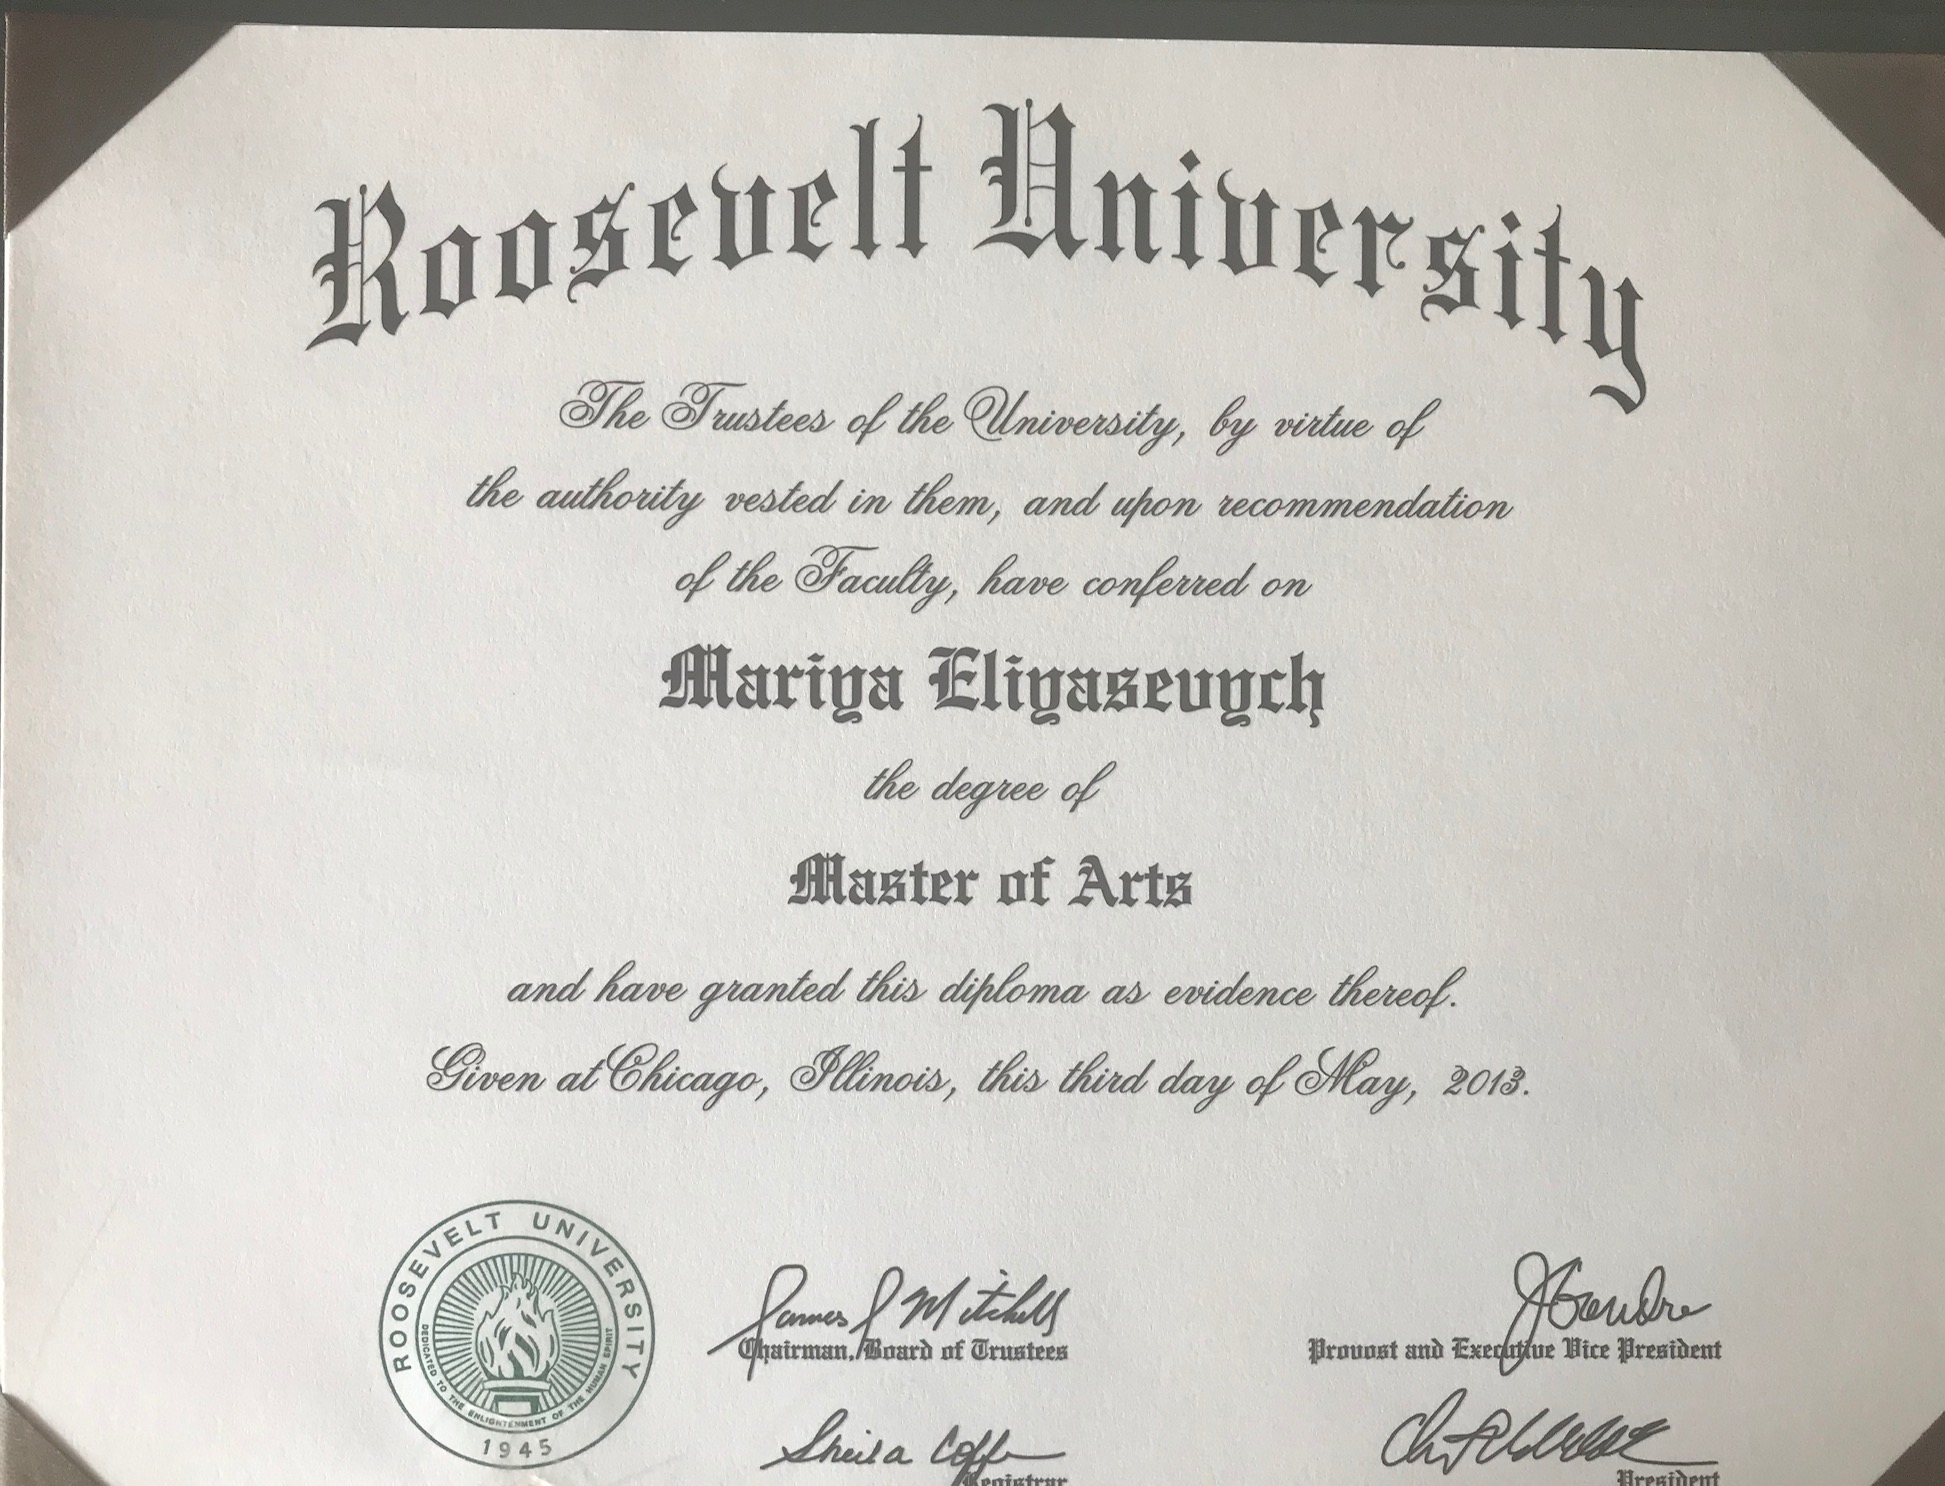 Roosevelt University
The Trustees of the University, by virtue of
the authority vested in them, and upon recommendation
of the Faculty, have conferred on
Mariya Eliyasevych
the degree of
Master of Arts
and have granted this diploma as evidence thereof.
Given at Chicago, Illinois, this third day of May, 2013.
ROOSEVELT UNIVERSITY
DEDICATED TO THE ENLIGHTENMENT OF THE HUMAN SPIRIT
1945
James J Mitchell
Chairman, Board of Trustees
Provost and Executive Vice President
Sheila
Registrar
President